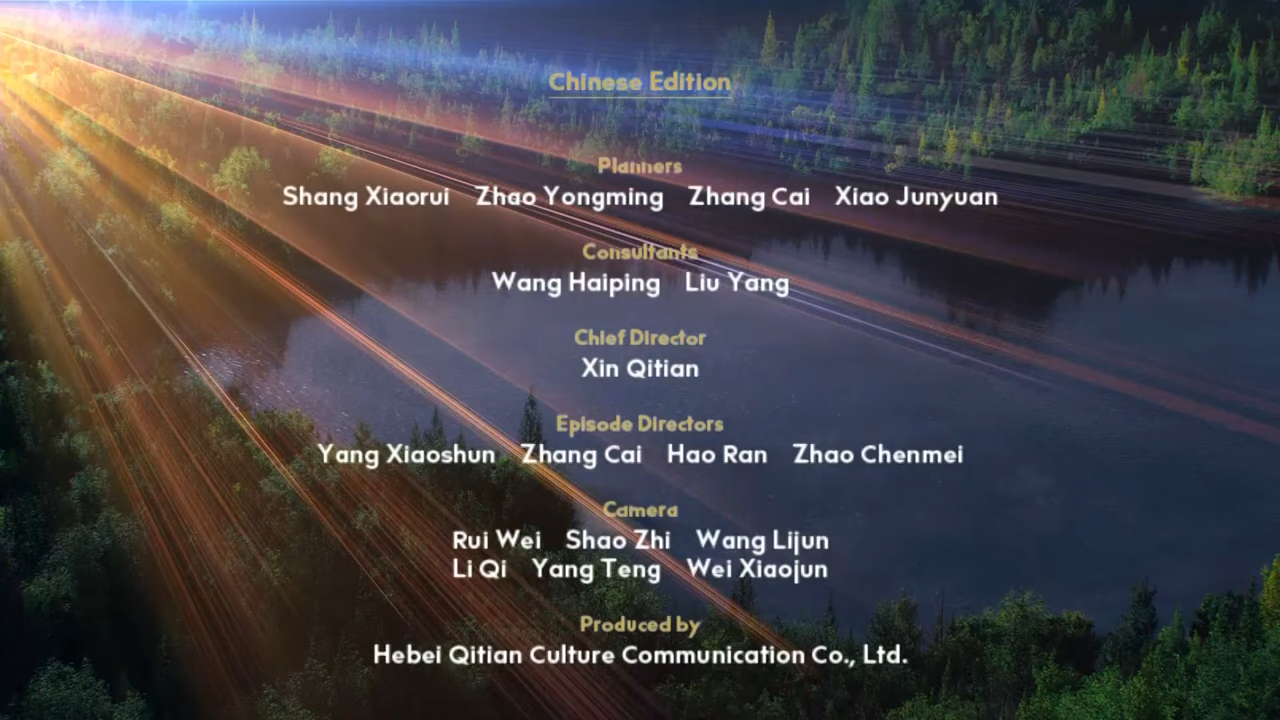 Chinese Edition
Planners
Shang Xiaorui Zhao Yongming Zhang Cai Xiao Junyuan
Consultants
Wang Haiping Liu Yang
Chief Director
Xin Qitian
Episode Directors
Yang Xiaoshun Zhang Cai Hao Ran Zhao Chenmei
Camera
Rui Wei Shao Zhi Wang Lijun
Li Qi Yang Teng Wei Xiaojun
Produced by
Hebei Qitian Culture Communication Co., Ltd.